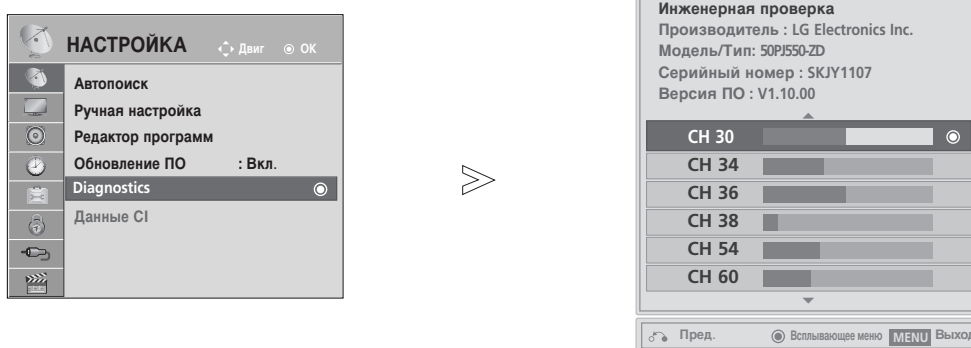 НАСТРОЙКА Двиг OK
Автопоиск
Ручная настройка
Редактор программ
Обновление ПО : Вкл.
Diagnostics
Данные CI
Инженерная проверка
Производитель : LG Electronics Inc.
Модель/Тип: 50PJ550-ZD
Серийный номер : SKJY1107
Версия ПО : V1.10.00
CH 30
CH 34
CH 36
CH 38
CH 54
CH 60
Пред. Всплывающее меню MENU Выход